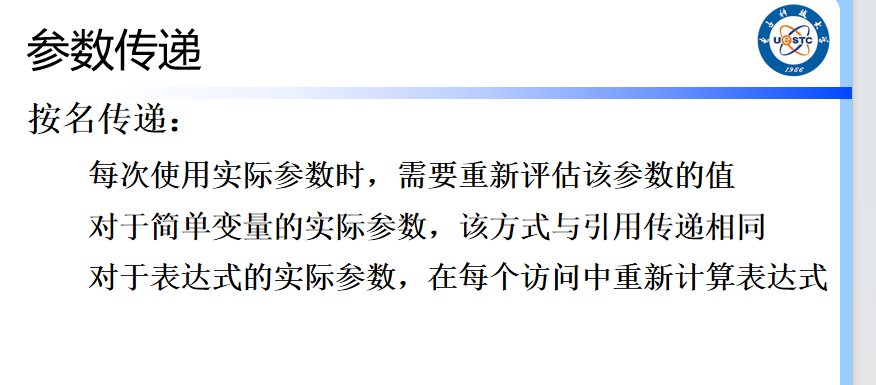 参数传递
UESTC
1956
按名传递：
每次使用实际参数时，需要重新评估该参数的值
对于简单变量的实际参数，该方式与引用传递相同
对于表达式的实际参数，在每个访问中重新计算表达式